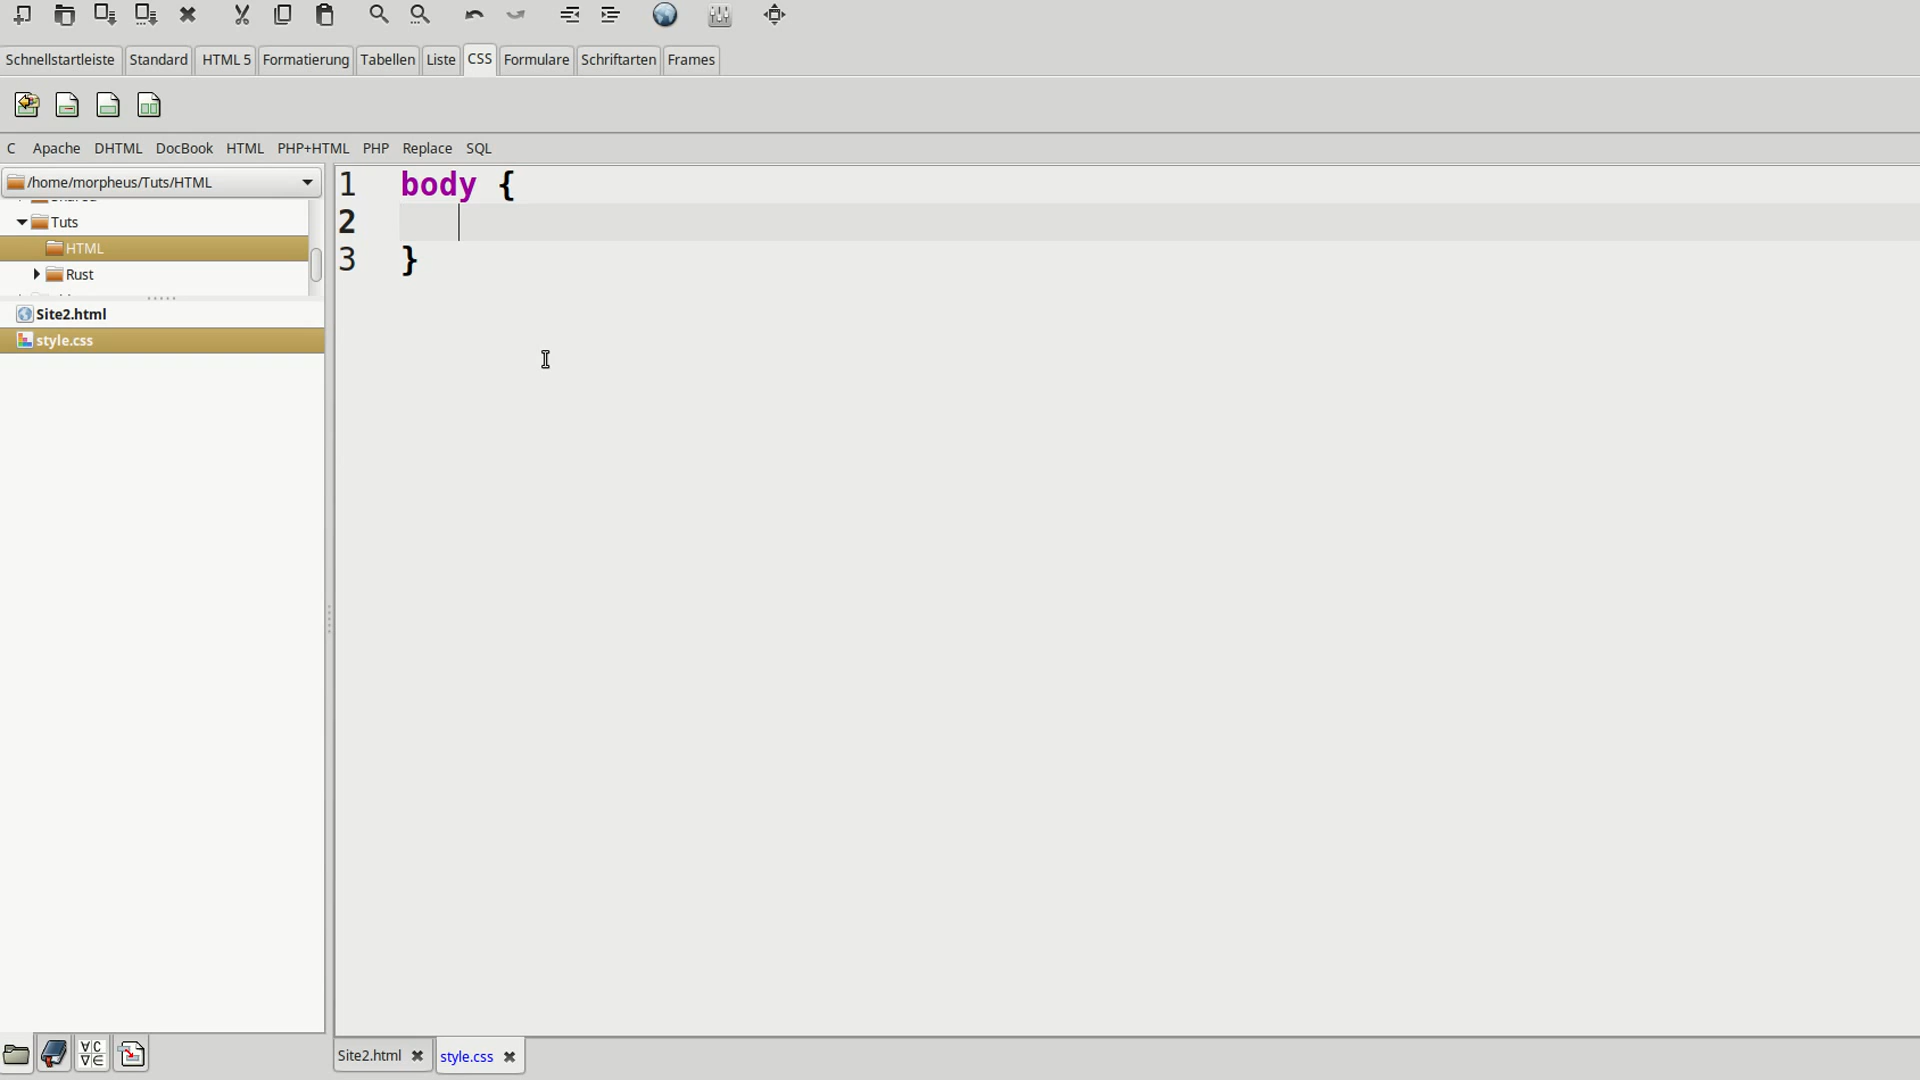 Schnellstartleiste Standard HTML 5 Formatierung Tabellen Liste CSS Formulare Schriftarten Frames
C Apache DHTML DocBook HTML PHP+HTML PHP Replace SQL
/home/morpheus/Tuts/HTML
Tuts
HTML
Rust
Site2.html
style.css
1 body {
2
3 }
Site2.html style.css